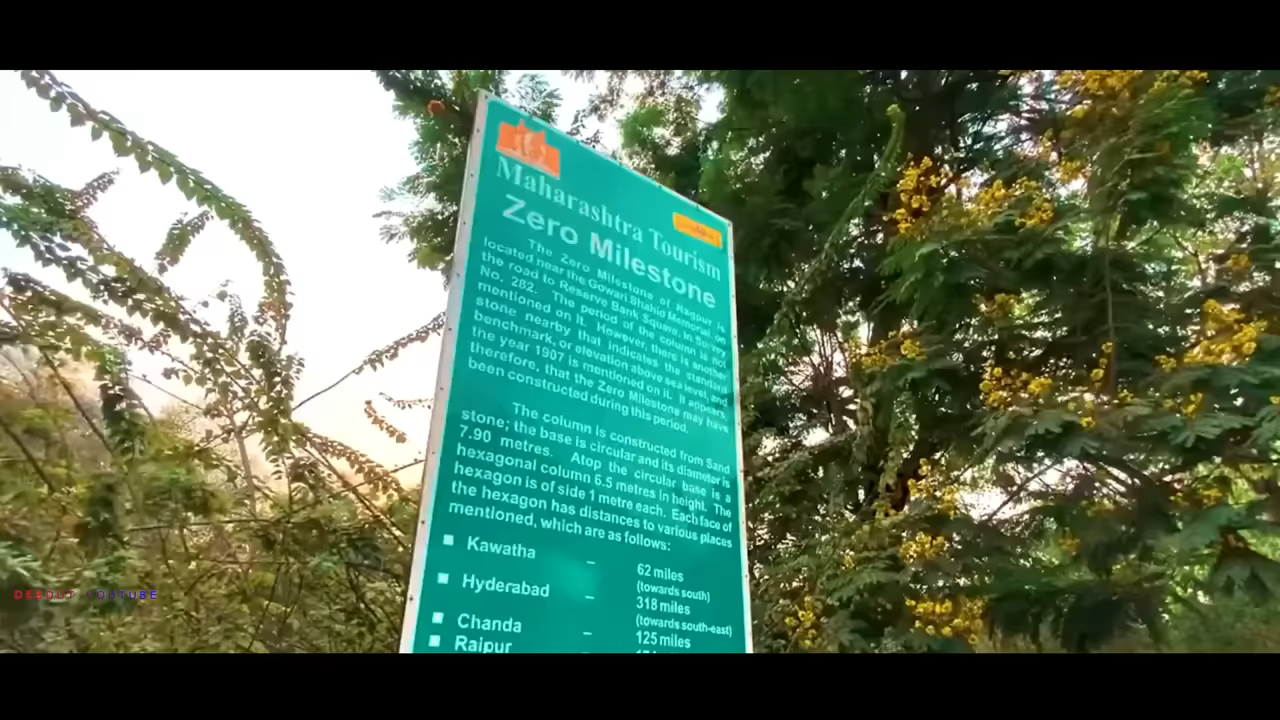 Maharashtra Tourism
Zero Milestone
The Zero Milestone of Nagpur is
located near the Gowari Shahid Memorial, on
the road to Reserve Bank Square in Survey
No. 282. The period of the column is not
mentioned on it. However, there is another
stone nearby that indicates the standard
benchmark, or elevation above sea level, and
the year 1907 is mentioned on it. It appears,
therefore, that the Zero Milestone may have
been constructed during this period.
The column is constructed from Sand
stone; the base is circular and its diameter is
7.90 metres. Atop the circular base is a
hexagonal column 6.5 metres in height. The
hexagon is of side 1 metre each. Each face of
the hexagon has distances to various places
mentioned, which are as follows:
Kawatha – 62 miles
(towards south)
Hyderabad – 318 miles
(towards south-east)
Chanda – 125 miles
Raipur –
DEBOUT YOUTUBE